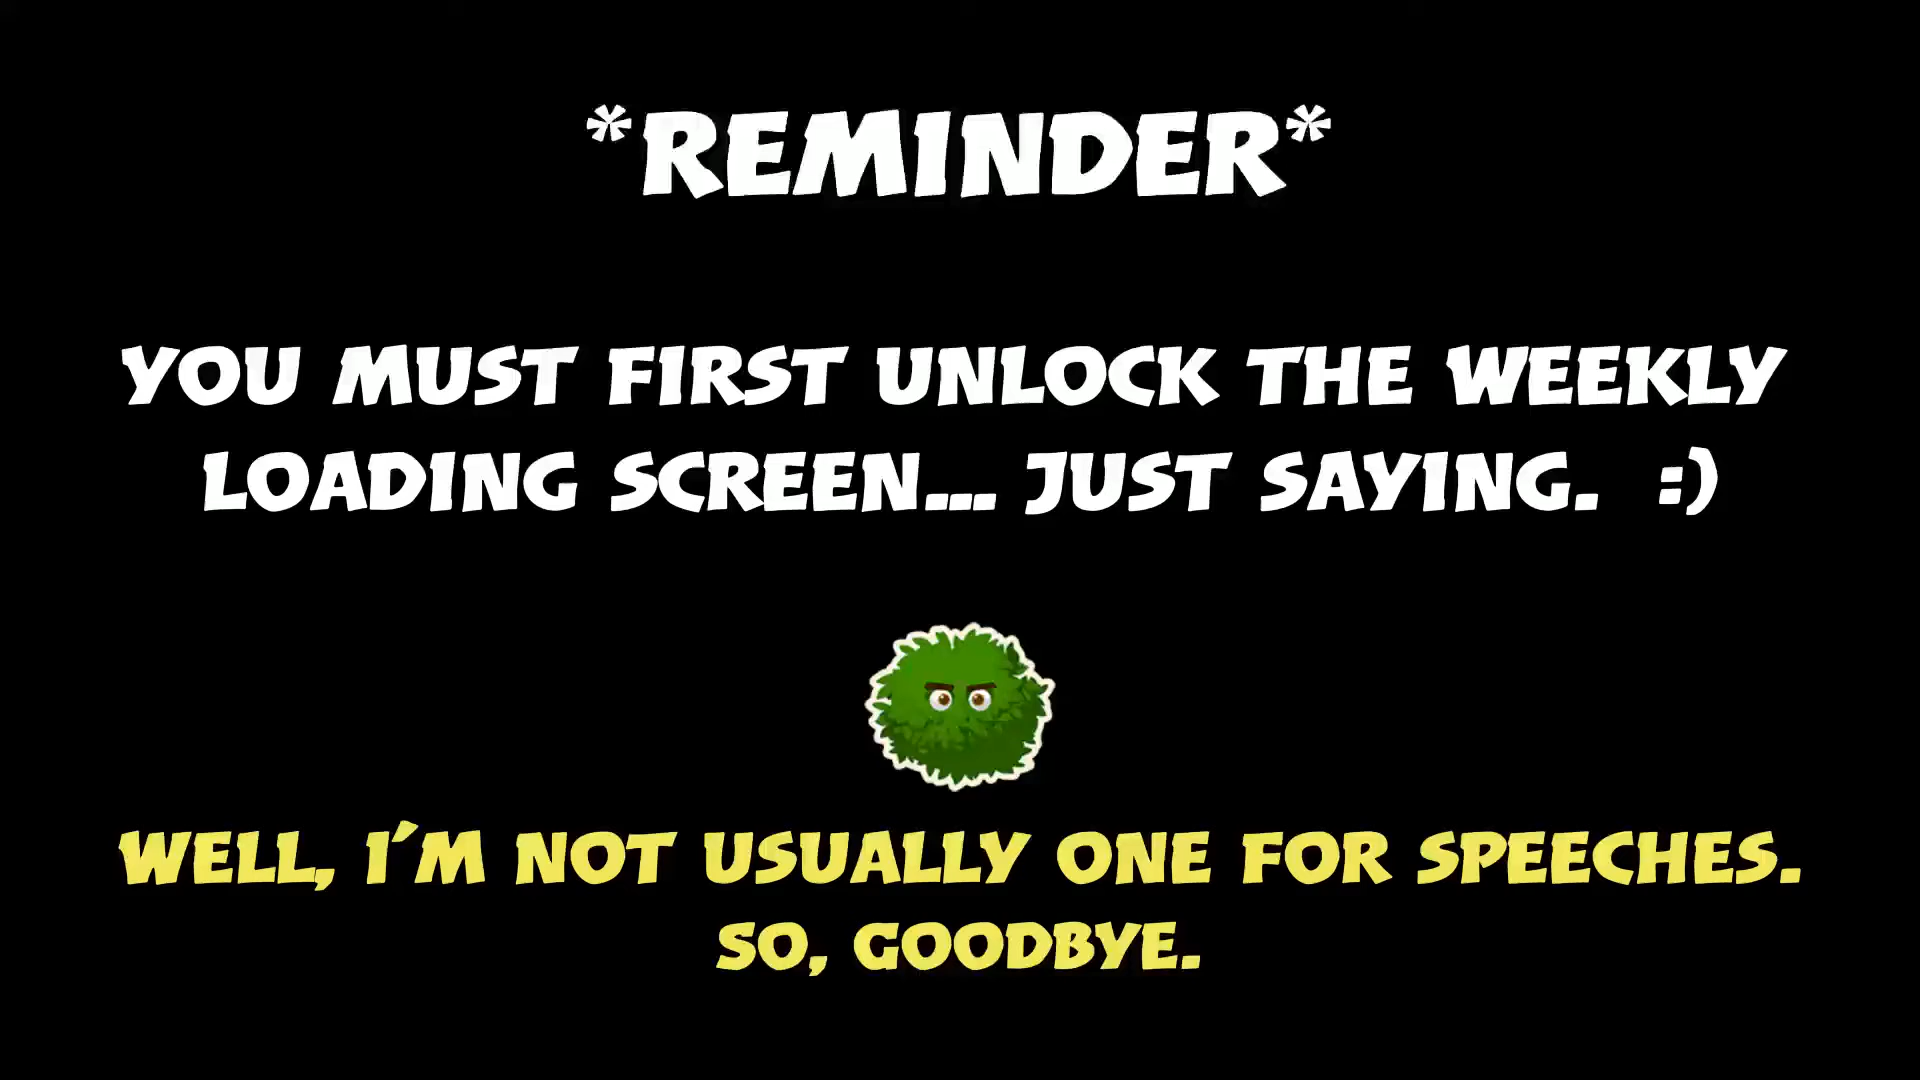 *REMINDER*
YOU MUST FIRST UNLOCK THE WEEKLY
LOADING SCREEN... JUST SAYING.  :)
WELL, I'M NOT USUALLY ONE FOR SPEECHES.
SO, GOODBYE.